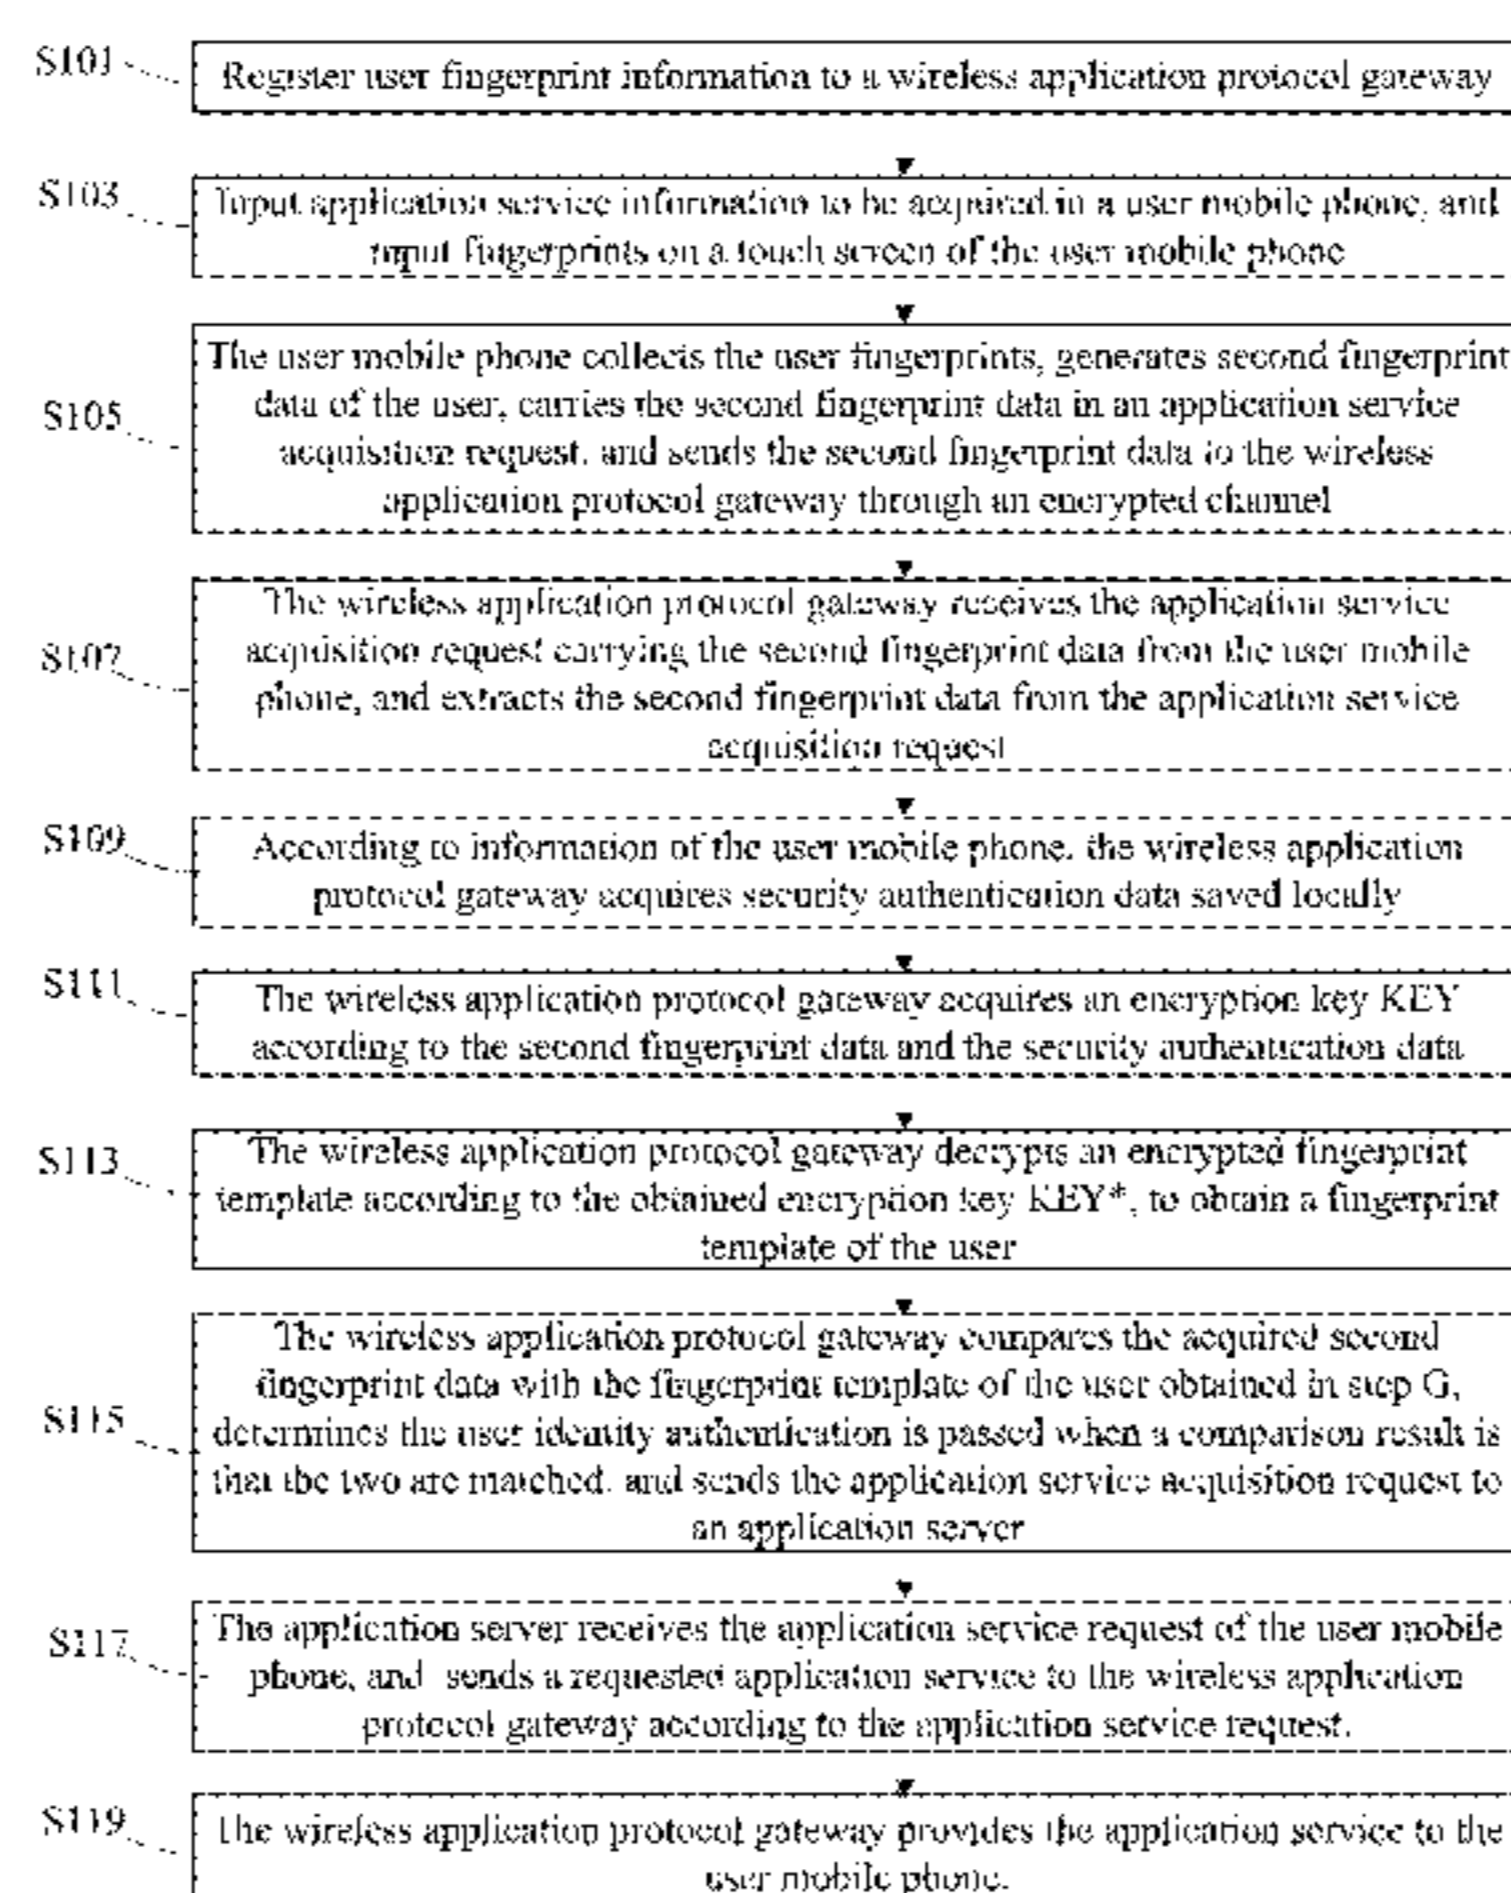 S101
Register user fingerprint information to a wireless application protocol gateway
S103
Input application service information to be acquired in a user mobile phone, and
input fingerprints on a touch screen of the user mobile phone
S105
The user mobile phone collects the user fingerprints, generates second fingerprint
data of the user, carries the second fingerprint data in an application service
acquisition request, and sends the second fingerprint data to the wireless
application protocol gateway through an encrypted channel
S107
The wireless application protocol gateway receives the application service
acquisition request carrying the second fingerprint data from the user mobile
phone, and extracts the second fingerprint data from the application service
acquisition request
S109
According to information of the user mobile phone, the wireless application
protocol gateway acquires security authentication data saved locally
S111
The wireless application protocol gateway acquires an encryption key KEY
according to the second fingerprint data and the security authentication data
S113
The wireless application protocol gateway decrypts an encrypted fingerprint
template according to the obtained encryption key KEY*, to obtain a fingerprint
template of the user
S115
The wireless application protocol gateway compares the acquired second
fingerprint data with the fingerprint template of the user obtained in step G,
determines the user identity authentication is passed when a comparison result is
that the two are matched, and sends the application service acquisition request to
an application server
S117
The application server receives the application service request of the user mobile
phone, and sends a requested application service to the wireless application
protocol gateway according to the application service request.
S119
The wireless application protocol gateway provides the application service to the
user mobile phone.